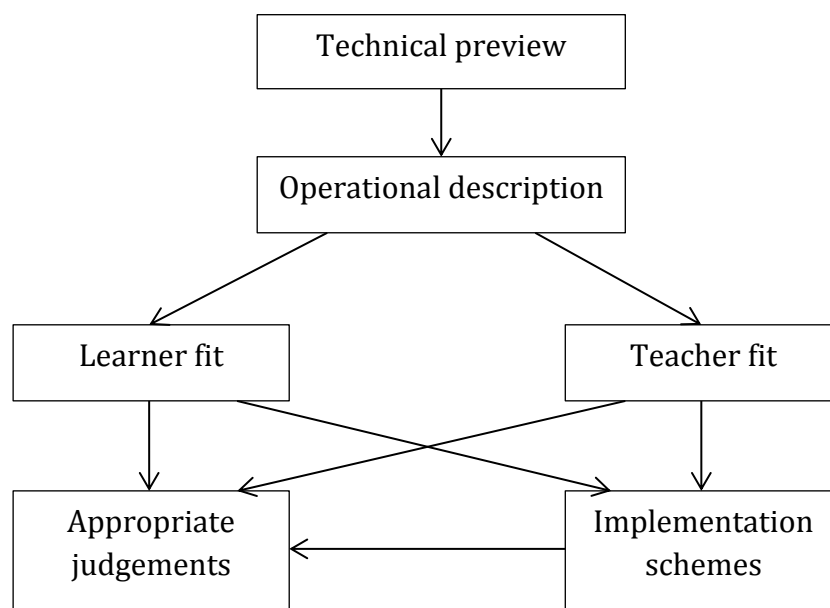 Technical preview
Operational description
Learner fit
Teacher fit
Appropriate
judgements
Implementation
schemes